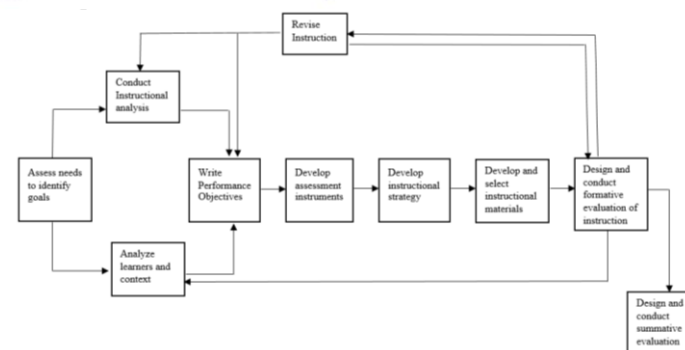 Revise
Instruction
Conduct
Instructional
analysis
Assess needs
to identify
goals
Write
Performance
Objectives
Develop
assessment
instruments
Develop
instructional
strategy
Develop and
select
instructional
materials
Design and
conduct
formative
evaluation of
instruction
Analyze
learners and
context
Design and
conduct
summative
evaluation